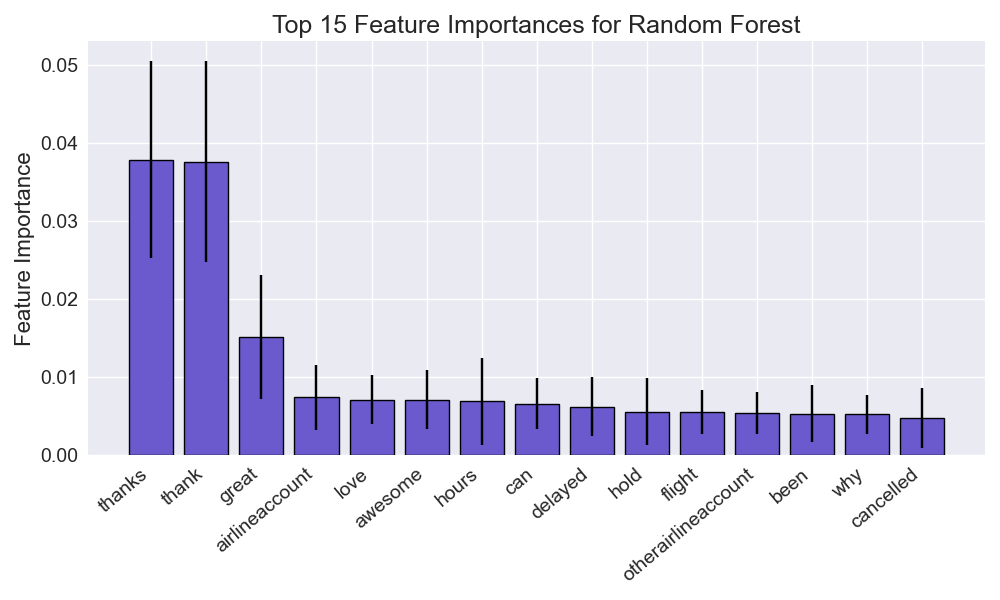 Top 15 Feature Importances for Random Forest
Feature Importance
0.05
0.04
0.03
0.02
0.01
0.00
thanks
thank
great
airlineaccount
love
awesome
hours
can
delayed
hold
flight
otherairlineaccount
been
why
cancelled